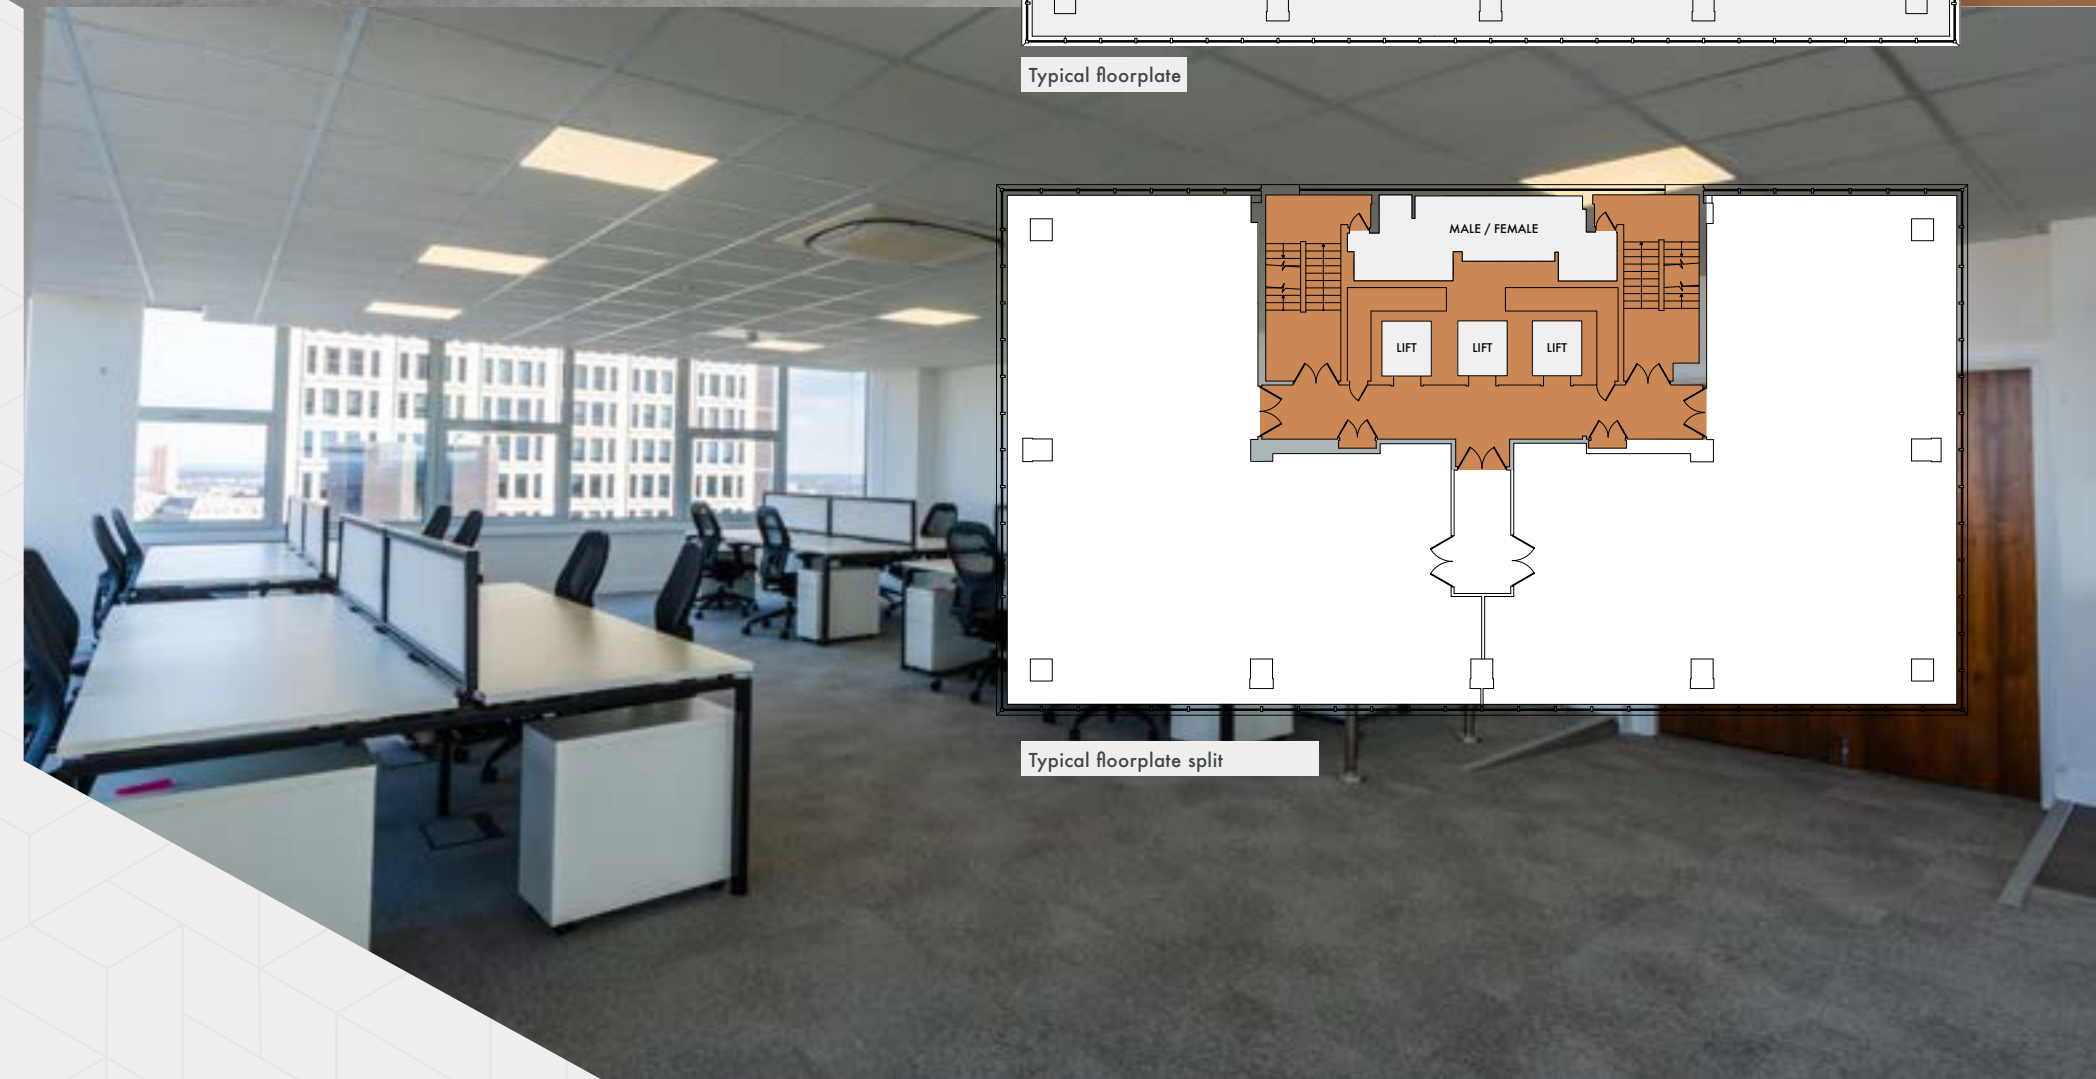 Typical floorplate
MALE / FEMALE
LIFT
LIFT
LIFT
Typical floorplate split